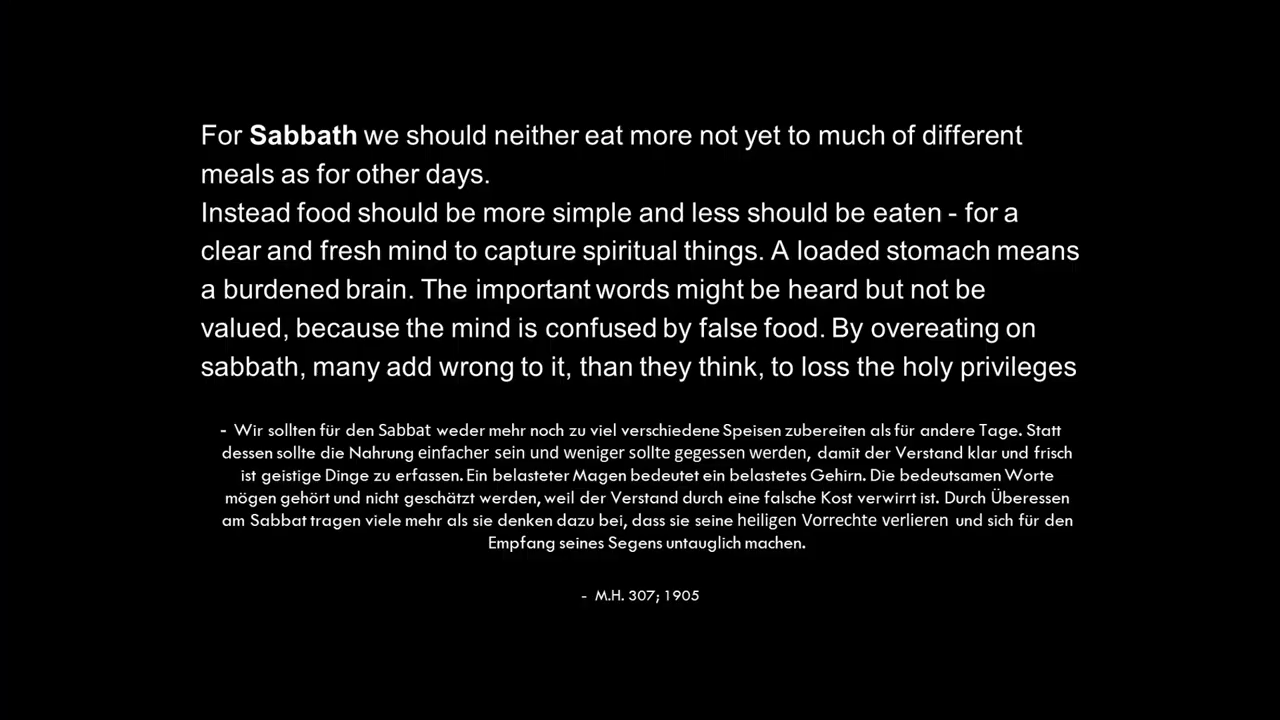 For Sabbath we should neither eat more not yet to much of different
meals as for other days.
Instead food should be more simple and less should be eaten - for a
clear and fresh mind to capture spiritual things. A loaded stomach means
a burdened brain. The important words might be heard but not be
valued, because the mind is confused by false food. By overeating on
sabbath, many add wrong to it, than they think, to loss the holy privileges
- Wir sollten für den Sabbat weder mehr noch zu viel verschiedene Speisen zubereiten als für andere Tage. Statt
dessen sollte die Nahrung einfacher sein und weniger sollte gegessen werden, damit der Verstand klar und frisch
ist geistige Dinge zu erfassen. Ein belasteter Magen bedeutet ein belastetes Gehirn. Die bedeutsamen Worte
mögen gehört und nicht geschätzt werden, weil der Verstand durch eine falsche Kost verwirrt ist. Durch Überessen
am Sabbat tragen viele mehr als sie denken dazu bei, dass sie seine heiligen Vorrechte verlieren und sich für den
Empfang seines Segens untauglich machen.
- M.H. 307; 1905